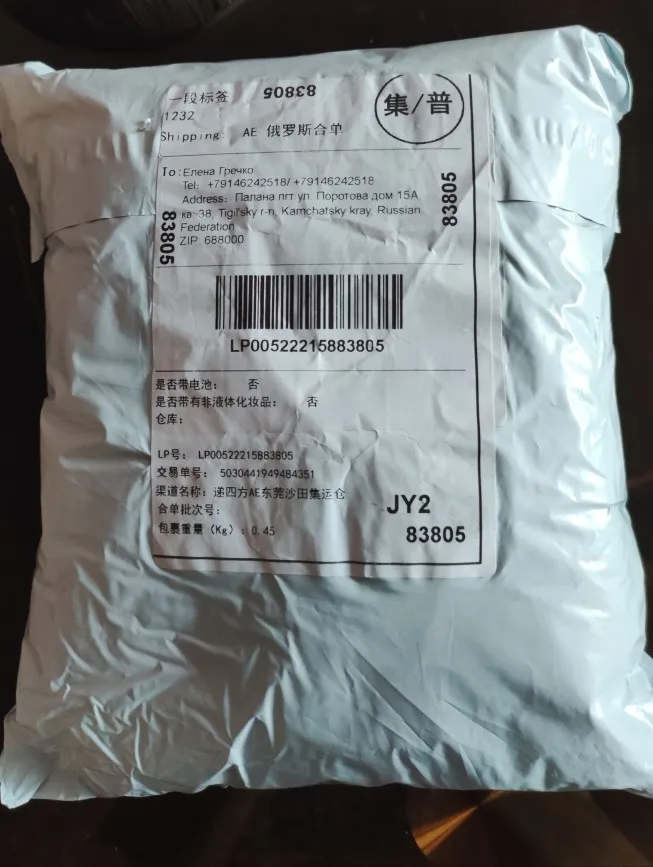 一段标签 83805
1232
集/普
Shipping: AE 俄罗斯合单
To: Елена Гречко
Tel: +79146242518/ +79146242518
Address: Палана пгт ул. Поротова дом 15А
кв. 38, Tigil'sky r-n, Kamchatsky kray, Russian
Federation
ZIP 688000
83805
83805
LP00522215883805
是否带电池: 否
是否带有非液体化妆品: 否
仓库:
LP号: LP00522215883805
交易单号: 5030441949484351
渠道名称: 递四方AE东莞沙田集运仓
合单批次号:
JY2
包裹重量 (Kg): 0.45
83805